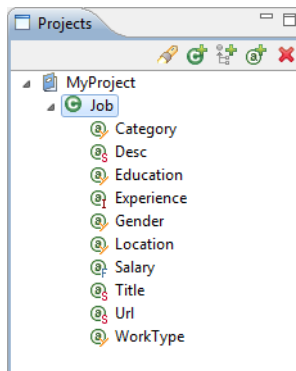 Projects
MyProject
Job
Category
Desc
Education
Experience
Gender
Location
Salary
Title
Url
WorkType